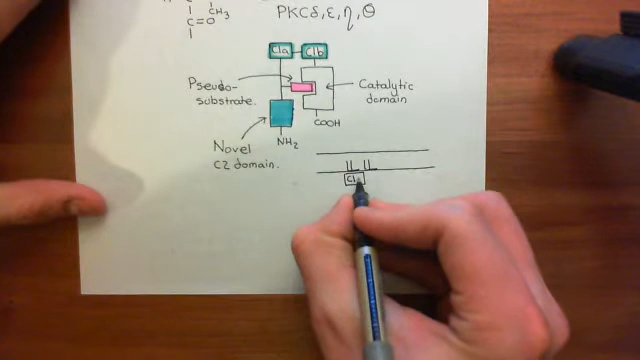 CH₃
C=O
PKCδ, ε, η, θ
C1a C1b
Pseudo-
substrate.
Catalytic
domain
COOH
NH₂
Novel
C2 domain.
C1